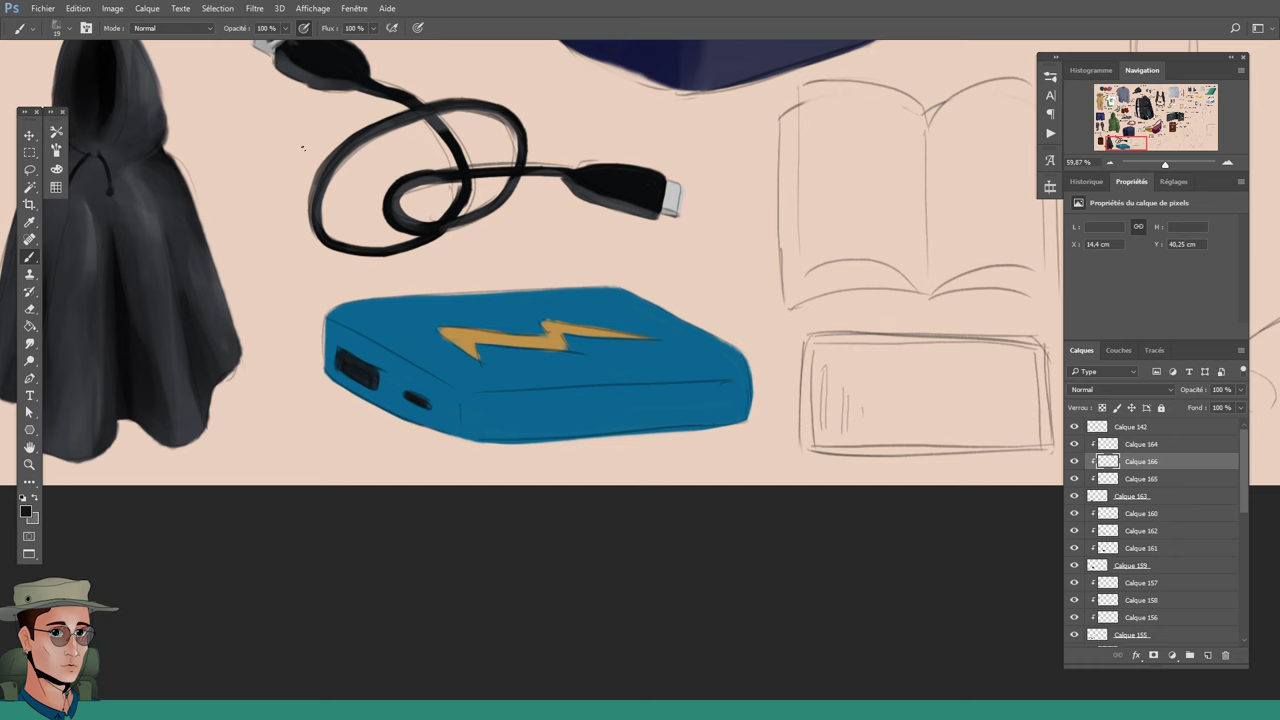 Ps Fichier Edition Image Calque Texte Sélection Filtre 3D Affichage Fenêtre Aide
19 Mode : Normal Opacité : 100 % Flux : 100 %
Histogramme Navigation
59,87 %
Historique Propriétés Réglages
Propriétés du calque de pixels
L : H :
X : 14,4 cm Y : 40,25 cm
Calques Couches Tracés
Type
Normal Opacité : 100 %
Verrou : Fond : 100 %
Calque 142
Calque 164
Calque 166
Calque 165
Calque 163
Calque 160
Calque 162
Calque 161
Calque 159
Calque 157
Calque 158
Calque 156
Calque 155